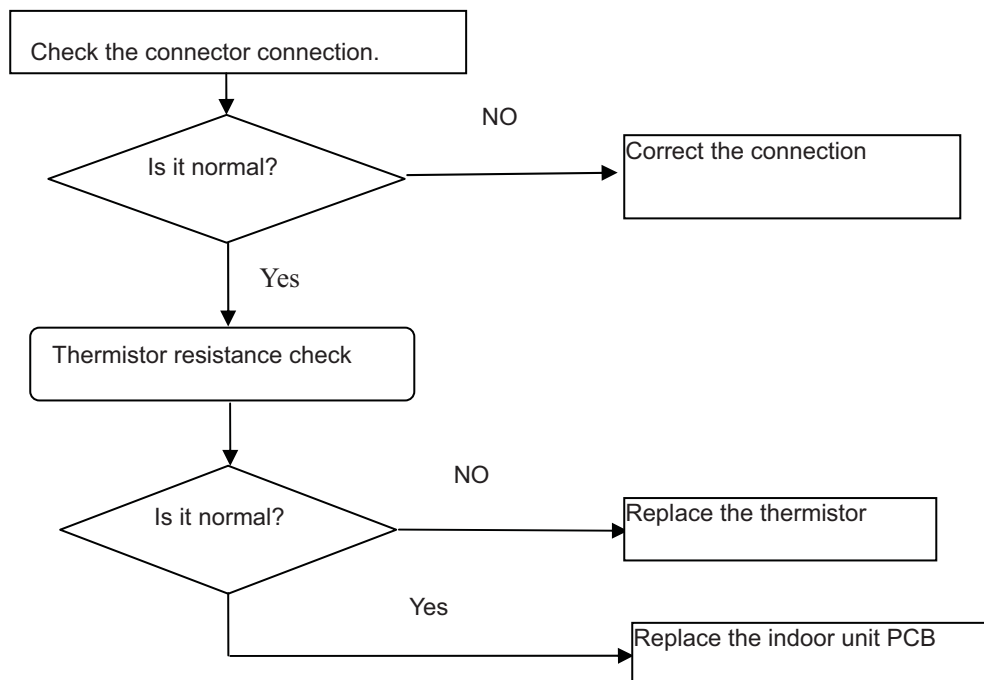 Check the connector connection.
NO
Is it normal?
Correct the connection
Yes
Thermistor resistance check
NO
Is it normal?
Replace the thermistor
Yes
Replace the indoor unit PCB